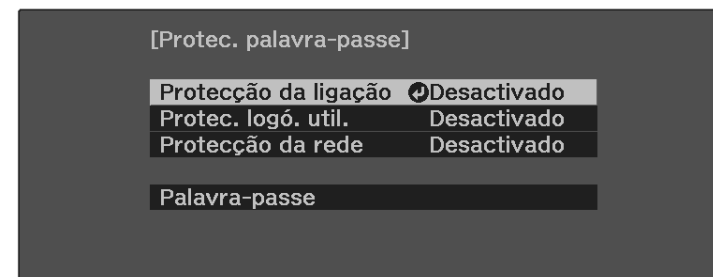 [Protec. palavra-passe]
Protecção da ligação Desactivado
Protec. logó. util. Desactivado
Protecção da rede Desactivado
Palavra-passe